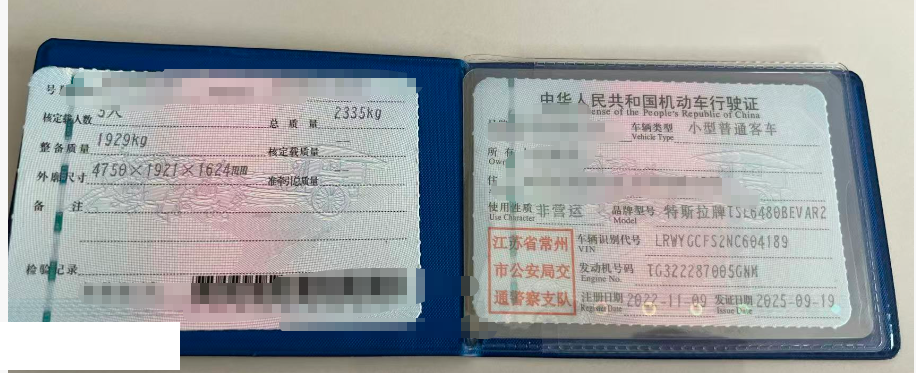 核定载人数 5人 总质量 2335kg
整备质量 1929kg 核定载质量 --
外廓尺寸 4750×1921×1624mm 准牵引总质量 --
备注
检验记录
中华人民共和国机动车行驶证
ense of the People's Republic of China
车辆类型 小型普通客车
Vehicle Type
所
Own
住
使用性质 非营运 品牌型号 特斯拉牌TSL6480BEVAR2
Use Character Model
江苏省常州市公安局交通警察支队
车辆识别代号 LRWYGCFS2NC604189
VIN
发动机号码 TG322287005GNM
Engine No.
注册日期 2022-11-09 发证日期 2025-09-19
Register Date Issue Date